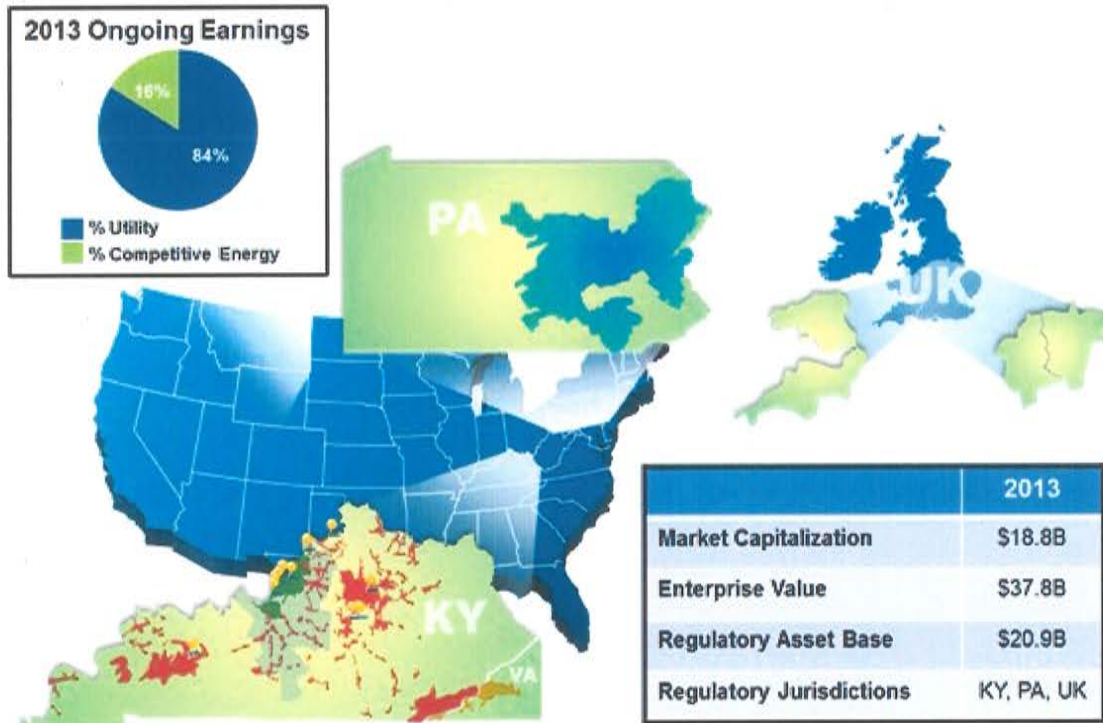 2013 Ongoing Earnings
16%
84%
% Utility
% Competitive Energy
PA
UK
KY
VA
2013
Market Capitalization $18.8B
Enterprise Value $37.8B
Regulatory Asset Base $20.9B
Regulatory Jurisdictions KY, PA, UK